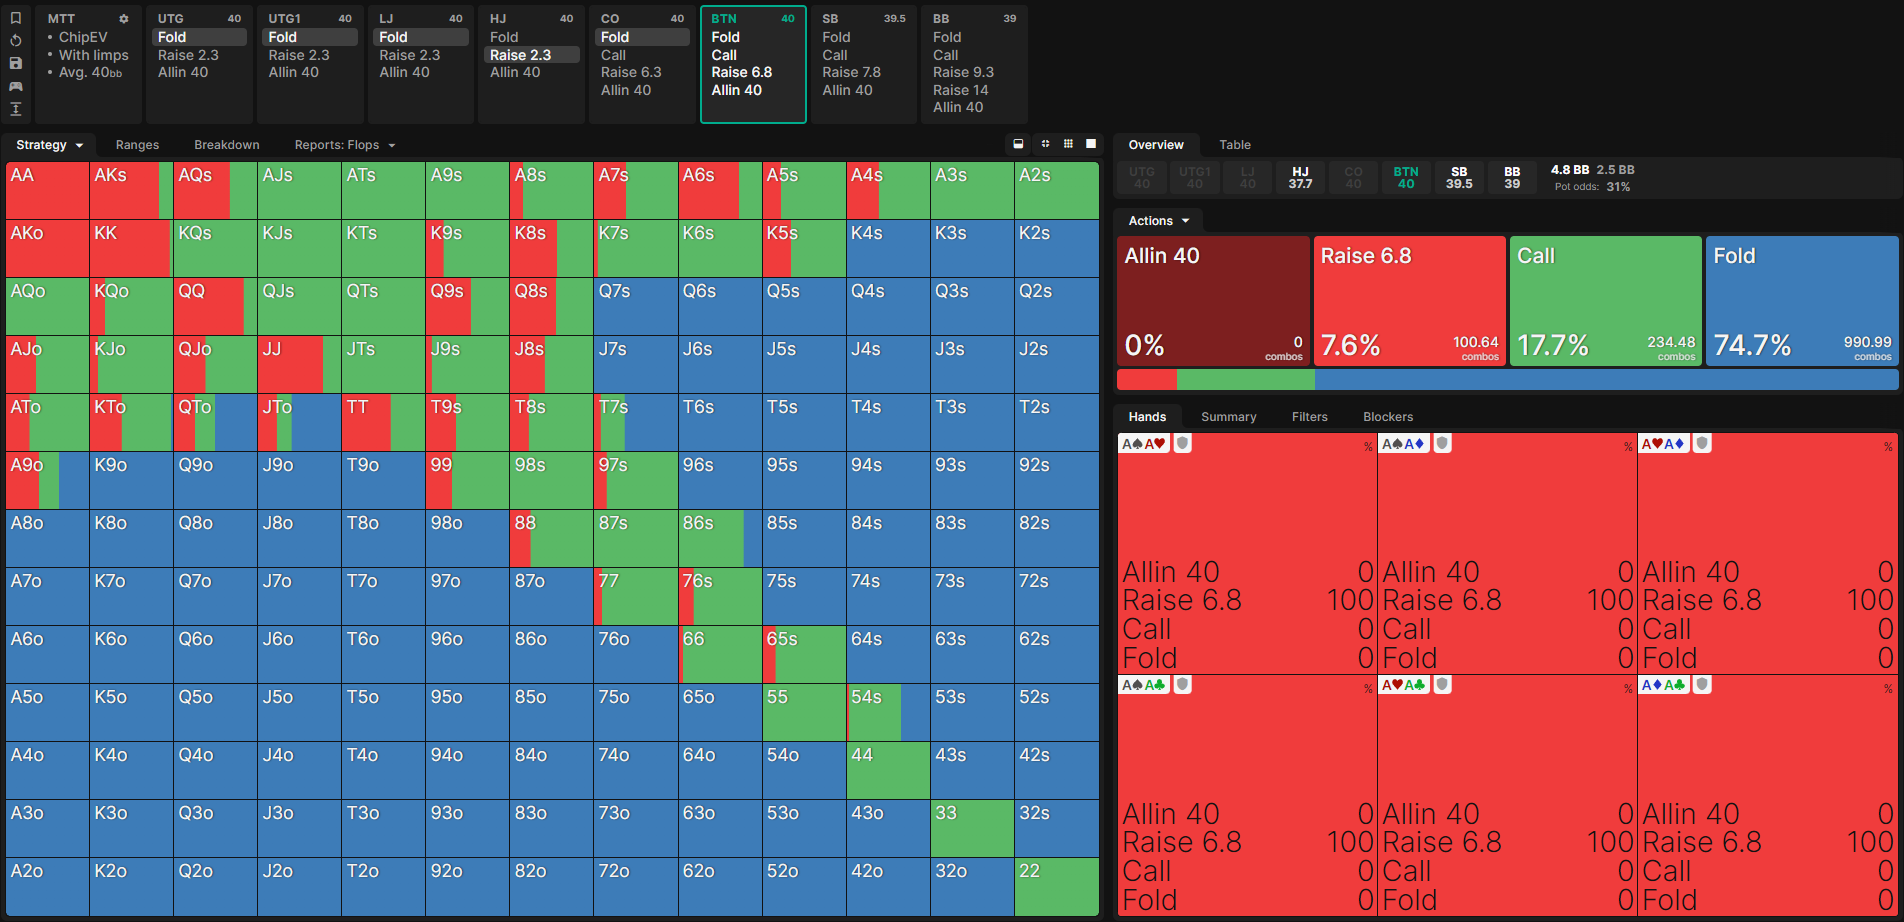 MTT
• ChipEV
• With limps
• Avg. 40bb
UTG 40
Fold
Raise 2.3
Allin 40
UTG1 40
Fold
Raise 2.3
Allin 40
LJ 40
Fold
Raise 2.3
Allin 40
HJ 40
Fold
Raise 2.3
Allin 40
CO 40
Fold
Call
Raise 6.3
Allin 40
BTN 40
Fold
Call
Raise 6.8
Allin 40
SB 39.5
Fold
Call
Raise 7.8
Allin 40
BB 39
Fold
Call
Raise 9.3
Raise 14
Allin 40
Strategy Ranges Breakdown Reports: Flops
AA AKs AQs AJs ATs A9s A8s A7s A6s A5s A4s A3s A2s
AKo KK KQs KJs KTs K9s K8s K7s K6s K5s K4s K3s K2s
AQo KQo QQ QJs QTs Q9s Q8s Q7s Q6s Q5s Q4s Q3s Q2s
AJo KJo QJo JJ JTs J9s J8s J7s J6s J5s J4s J3s J2s
ATo KTo QTo JTo TT T9s T8s T7s T6s T5s T4s T3s T2s
A9o K9o Q9o J9o T9o 99 98s 97s 96s 95s 94s 93s 92s
A8o K8o Q8o J8o T8o 98o 88 87s 86s 85s 84s 83s 82s
A7o K7o Q7o J7o T7o 97o 87o 77 76s 75s 74s 73s 72s
A6o K6o Q6o J6o T6o 96o 86o 76o 66 65s 64s 63s 62s
A5o K5o Q5o J5o T5o 95o 85o 75o 65o 55 54s 53s 52s
A4o K4o Q4o J4o T4o 94o 84o 74o 64o 54o 44 43s 42s
A3o K3o Q3o J3o T3o 93o 83o 73o 63o 53o 43o 33 32s
A2o K2o Q2o J2o T2o 92o 82o 72o 62o 52o 42o 32o 22
Overview Table
UTG UTG1 LJ HJ CO BTN SB BB
40 40 40 37.7 40 40 39.5 39
4.8 BB 2.5 BB
Pot odds: 31%
Actions
Allin 40
0% 0
combos
Raise 6.8
7.6% 100.64
combos
Call
17.7% 234.48
combos
Fold
74.7% 990.99
combos
Hands Summary Filters Blockers
A♠A♥ %
Allin 40 0
Raise 6.8 100
Call 0
Fold 0
A♠A♦ %
Allin 40 0
Raise 6.8 100
Call 0
Fold 0
A♥A♦ %
Allin 40 0
Raise 6.8 100
Call 0
Fold 0
A♠A♣ %
Allin 40 0
Raise 6.8 100
Call 0
Fold 0
A♥A♣ %
Allin 40 0
Raise 6.8 100
Call 0
Fold 0
A♦A♣ %
Allin 40 0
Raise 6.8 100
Call 0
Fold 0